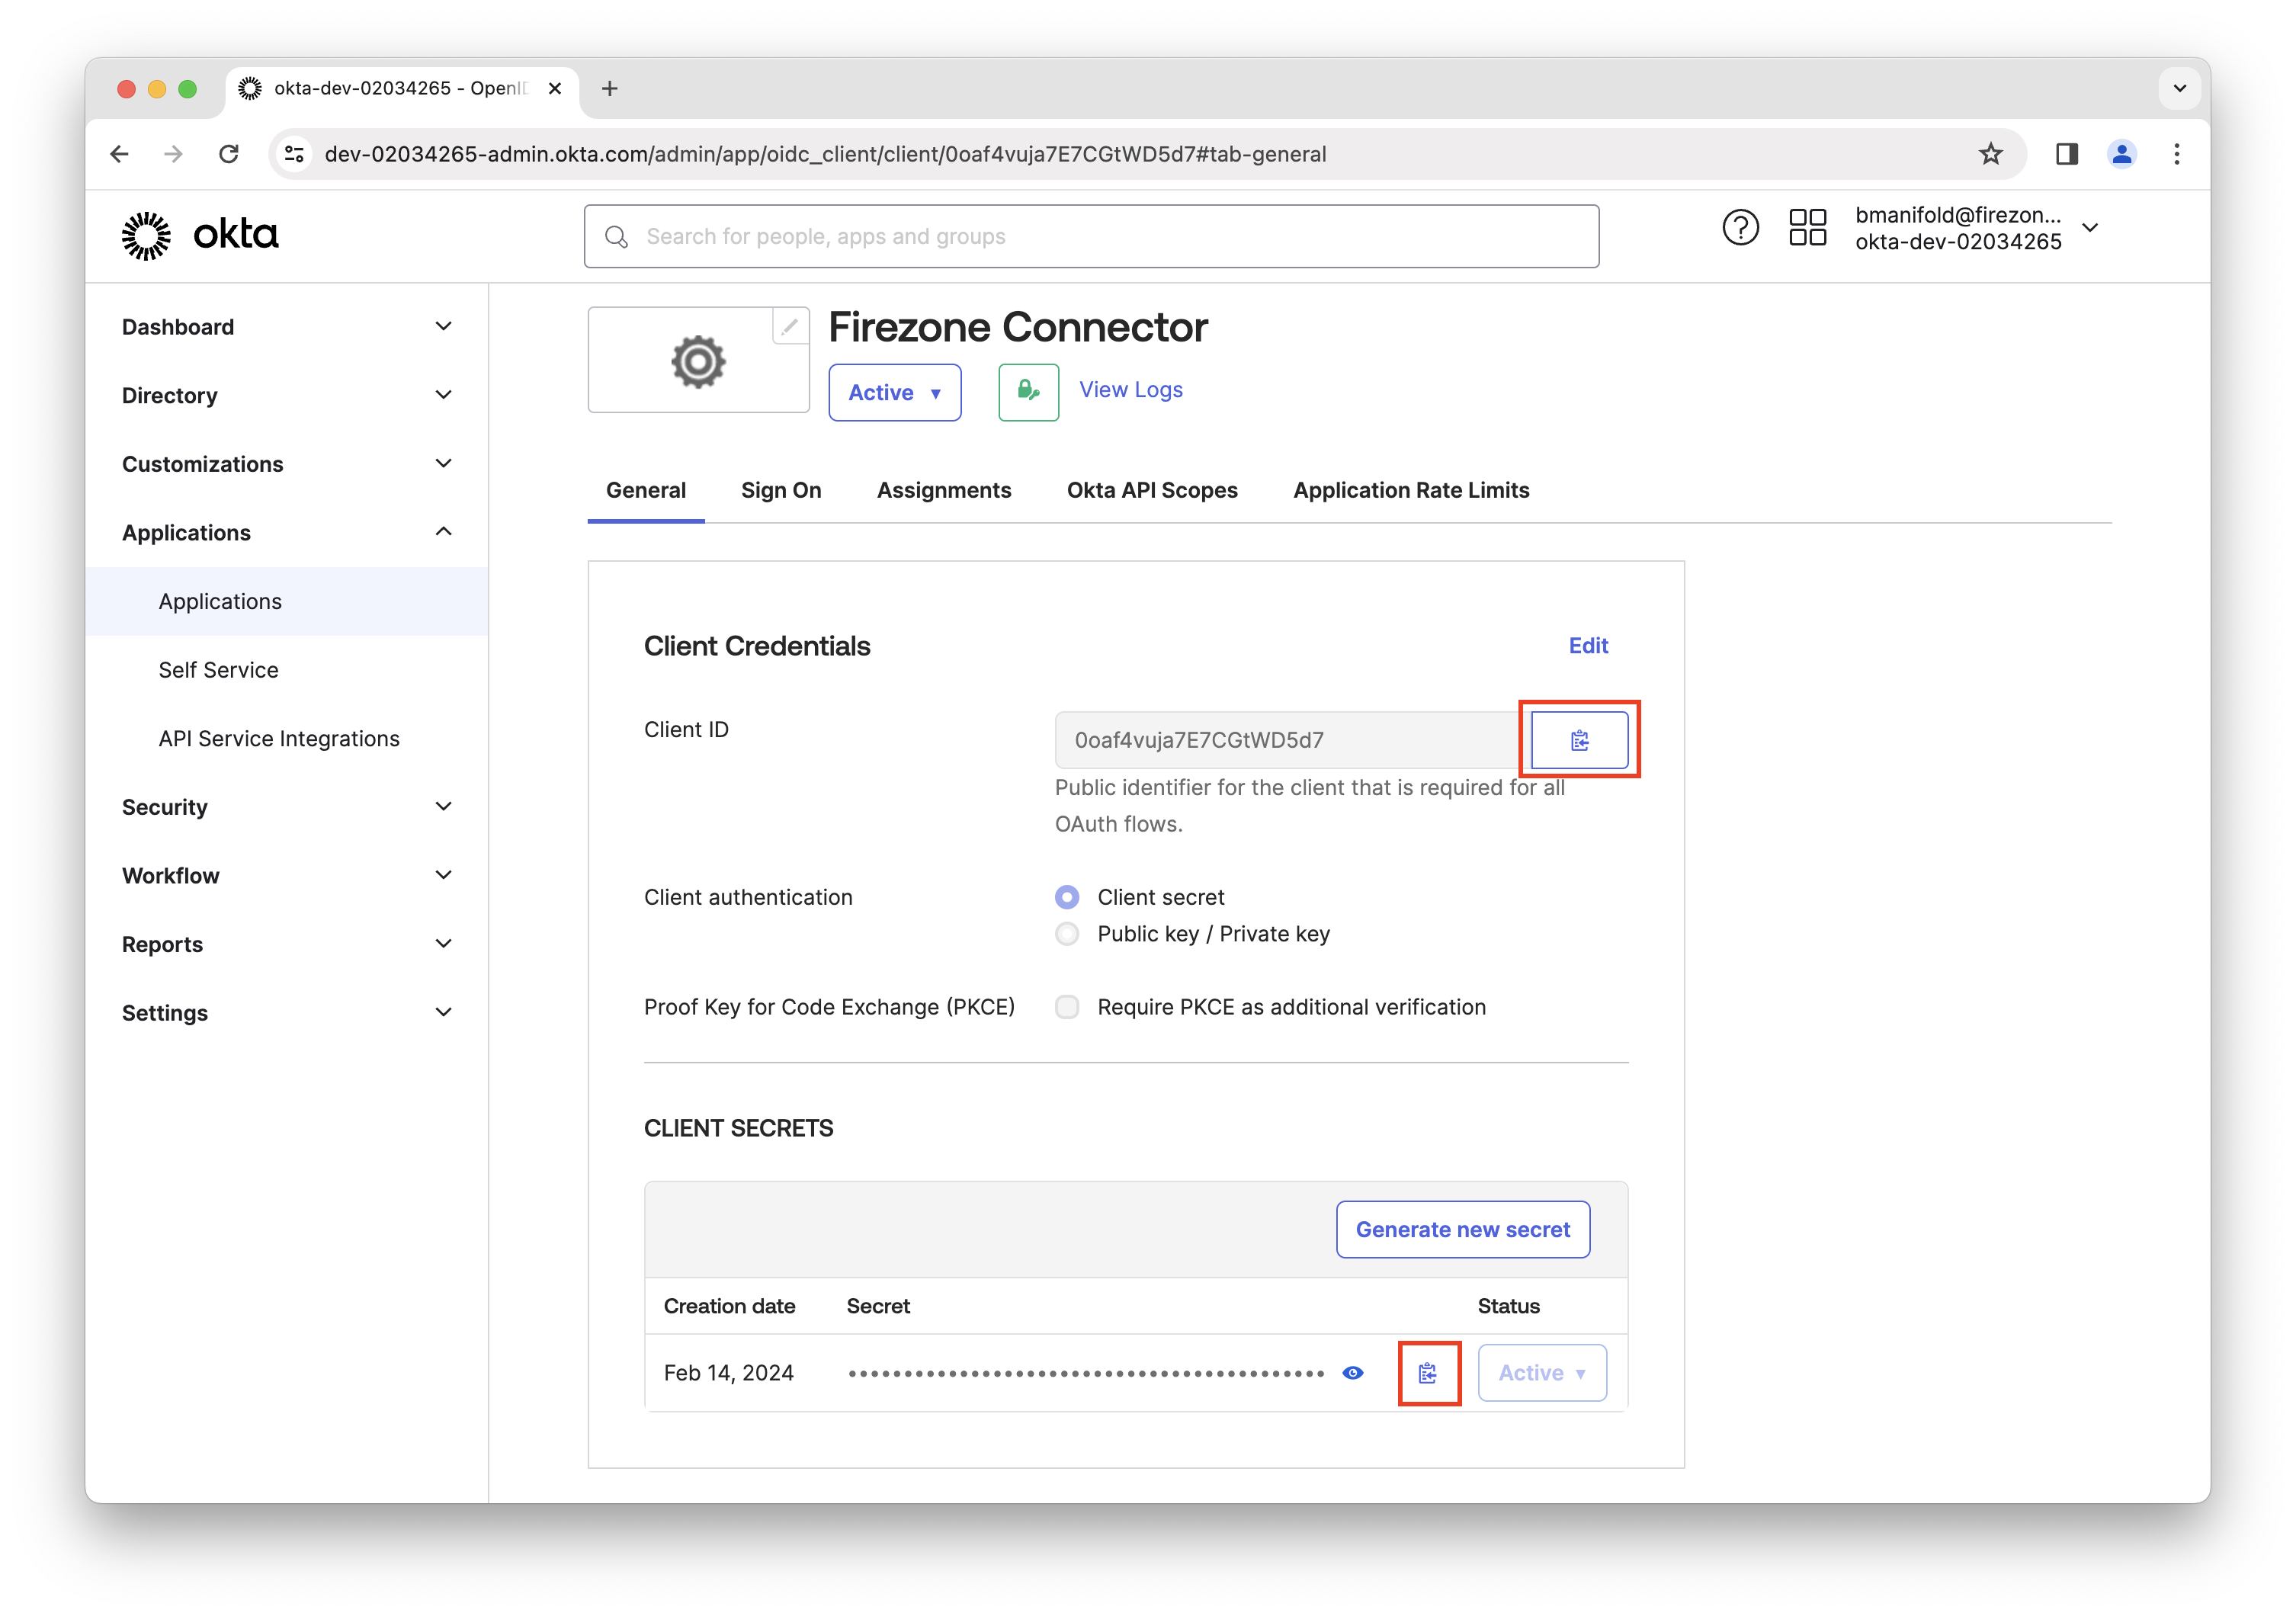 okta-dev-02034265 - OpenID
dev-02034265-admin.okta.com/admin/app/oidc_client/client/0oaf4vuja7E7CGtWD5d7#tab-general
okta
Search for people, apps and groups
bmanifold@firezon...
okta-dev-02034265
Dashboard
Directory
Customizations
Applications
Applications
Self Service
API Service Integrations
Security
Workflow
Reports
Settings
Firezone Connector
Active
View Logs
General Sign On Assignments Okta API Scopes Application Rate Limits
Client Credentials Edit
Client ID 0oaf4vuja7E7CGtWD5d7
Public identifier for the client that is required for all
OAuth flows.
Client authentication Client secret
Public key / Private key
Proof Key for Code Exchange (PKCE) Require PKCE as additional verification
CLIENT SECRETS
Generate new secret
Creation date Secret Status
Feb 14, 2024 ••••••••••••••••••••••••••••••••••••••••••• Active